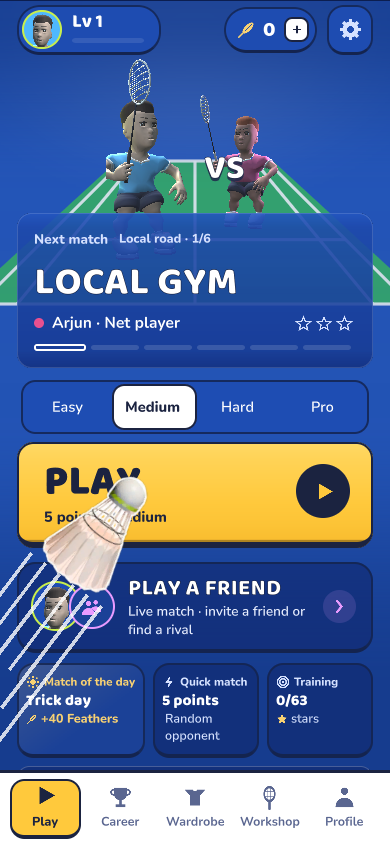 Lv 1
0
+
VS
Next match Local road · 1/6
LOCAL GYM
Arjun · Net player
Easy Medium Hard Pro
PLAY
5 dium
PLAY A FRIEND
Live match · invite a friend or
find a rival
Match of the day
Trick day
+40 Feathers
Quick match
5 points
Random
opponent
Training
0/63
stars
Play Career Wardrobe Workshop Profile